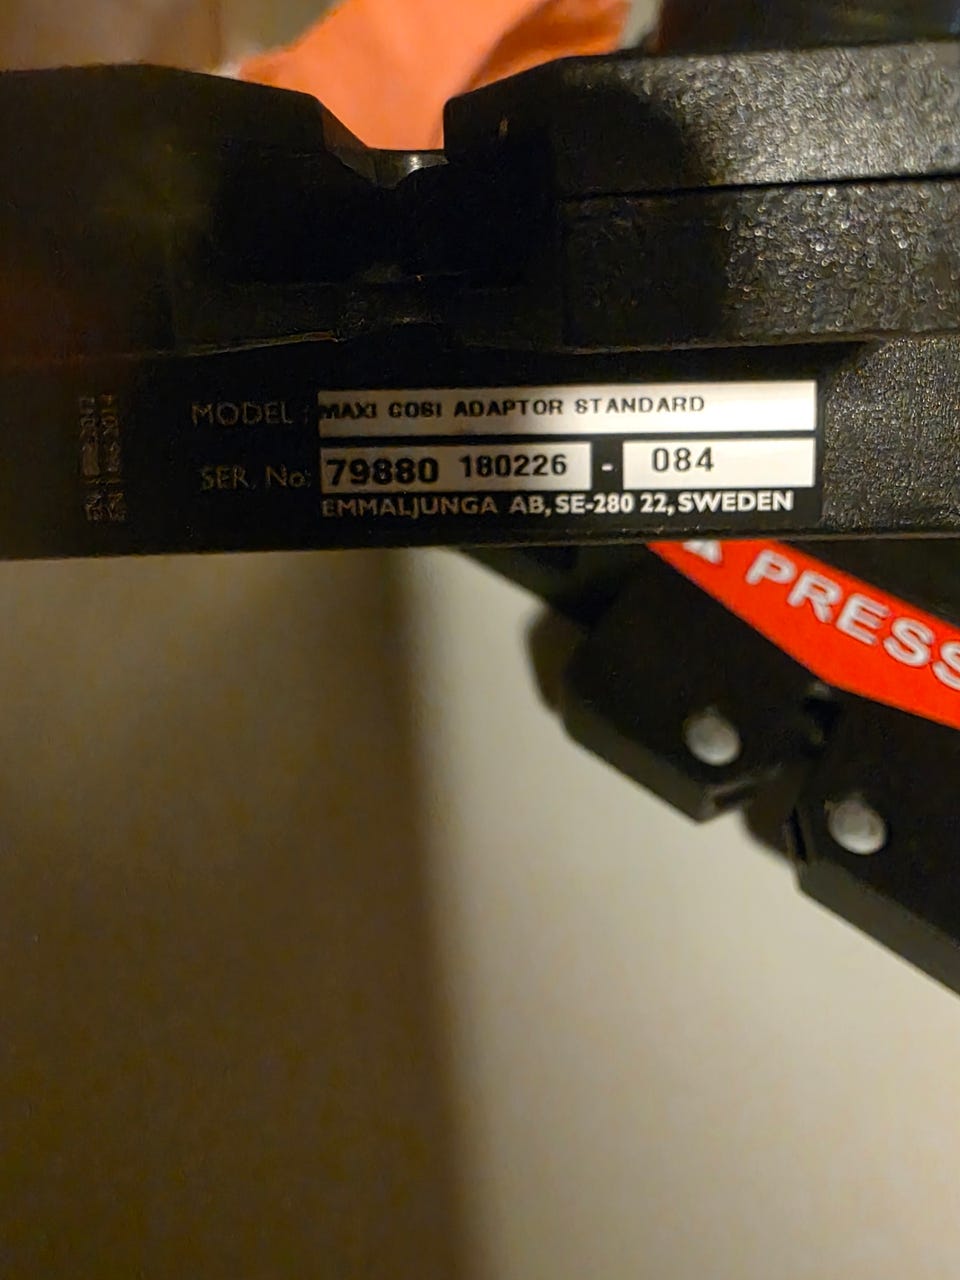 MODEL : MAXI COSI ADAPTOR STANDARD
SER. No: 79880 180226 - 084
EMMALJUNGA AB, SE-280 22, SWEDEN
PRESS